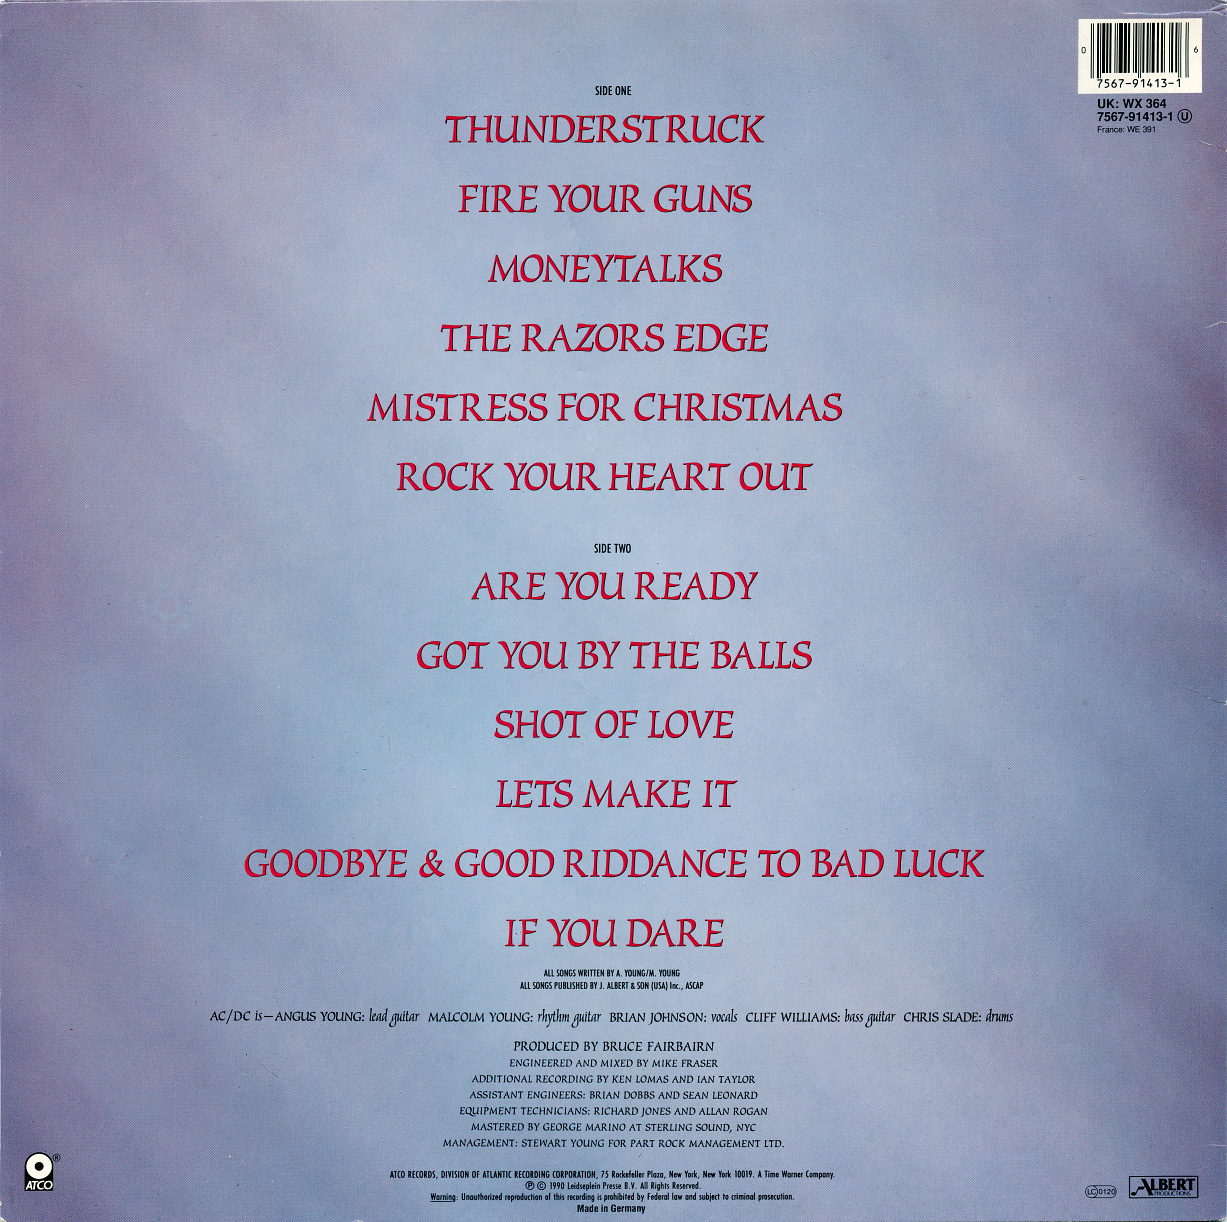 0 6
7567-91413-1
UK: WX 364
7567-91413-1 Ⓤ
France: WE 391
SIDE ONE
THUNDERSTRUCK
FIRE YOUR GUNS
MONEYTALKS
THE RAZORS EDGE
MISTRESS FOR CHRISTMAS
ROCK YOUR HEART OUT
SIDE TWO
ARE YOU READY
GOT YOU BY THE BALLS
SHOT OF LOVE
LETS MAKE IT
GOODBYE & GOOD RIDDANCE TO BAD LUCK
IF YOU DARE
ALL SONGS WRITTEN BY A. YOUNG/M. YOUNG
ALL SONGS PUBLISHED BY J. ALBERT & SON (USA) Inc., ASCAP
AC/DC is—ANGUS YOUNG: lead guitar MALCOLM YOUNG: rhythm guitar BRIAN JOHNSON: vocals CLIFF WILLIAMS: bass guitar CHRIS SLADE: drums
PRODUCED BY BRUCE FAIRBAIRN
ENGINEERED AND MIXED BY MIKE FRASER
ADDITIONAL RECORDING BY KEN LOMAS AND IAN TAYLOR
ASSISTANT ENGINEERS: BRIAN DOBBS AND SEAN LEONARD
EQUIPMENT TECHNICIANS: RICHARD JONES AND ALLAN ROGAN
MASTERED BY GEORGE MARINO AT STERLING SOUND, NYC
MANAGEMENT: STEWART YOUNG FOR PART ROCK MANAGEMENT LTD.
ATCO RECORDS, DIVISION OF ATLANTIC RECORDING CORPORATION, 75 Rockefeller Plaza, New York, New York 10019. A Time Warner Company.
℗ © 1990 Leidseplein Presse B.V. All Rights Reserved.
Warning: Unauthorized reproduction of this recording is prohibited by Federal law and subject to criminal prosecution.
Made in Germany
ATCO ®
LC 0120
ALBERT
PRODUCTIONS